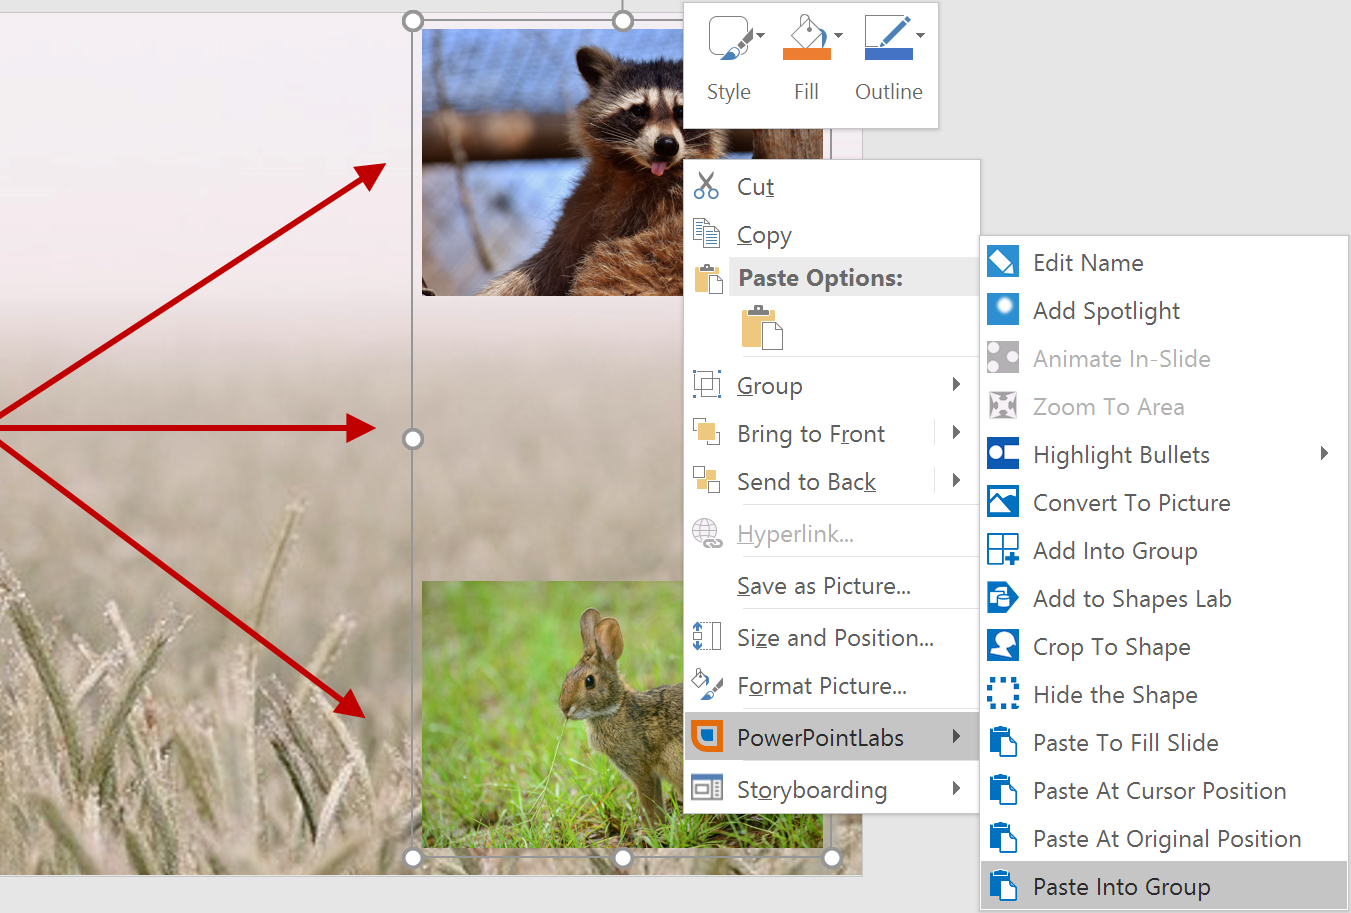 Style Fill Outline
Cut
Copy
Paste Options:
Group
Bring to Front
Send to Back
Hyperlink...
Save as Picture...
Size and Position...
Format Picture...
PowerPointLabs
Storyboarding
Edit Name
Add Spotlight
Animate In-Slide
Zoom To Area
Highlight Bullets
Convert To Picture
Add Into Group
Add to Shapes Lab
Crop To Shape
Hide the Shape
Paste To Fill Slide
Paste At Cursor Position
Paste At Original Position
Paste Into Group